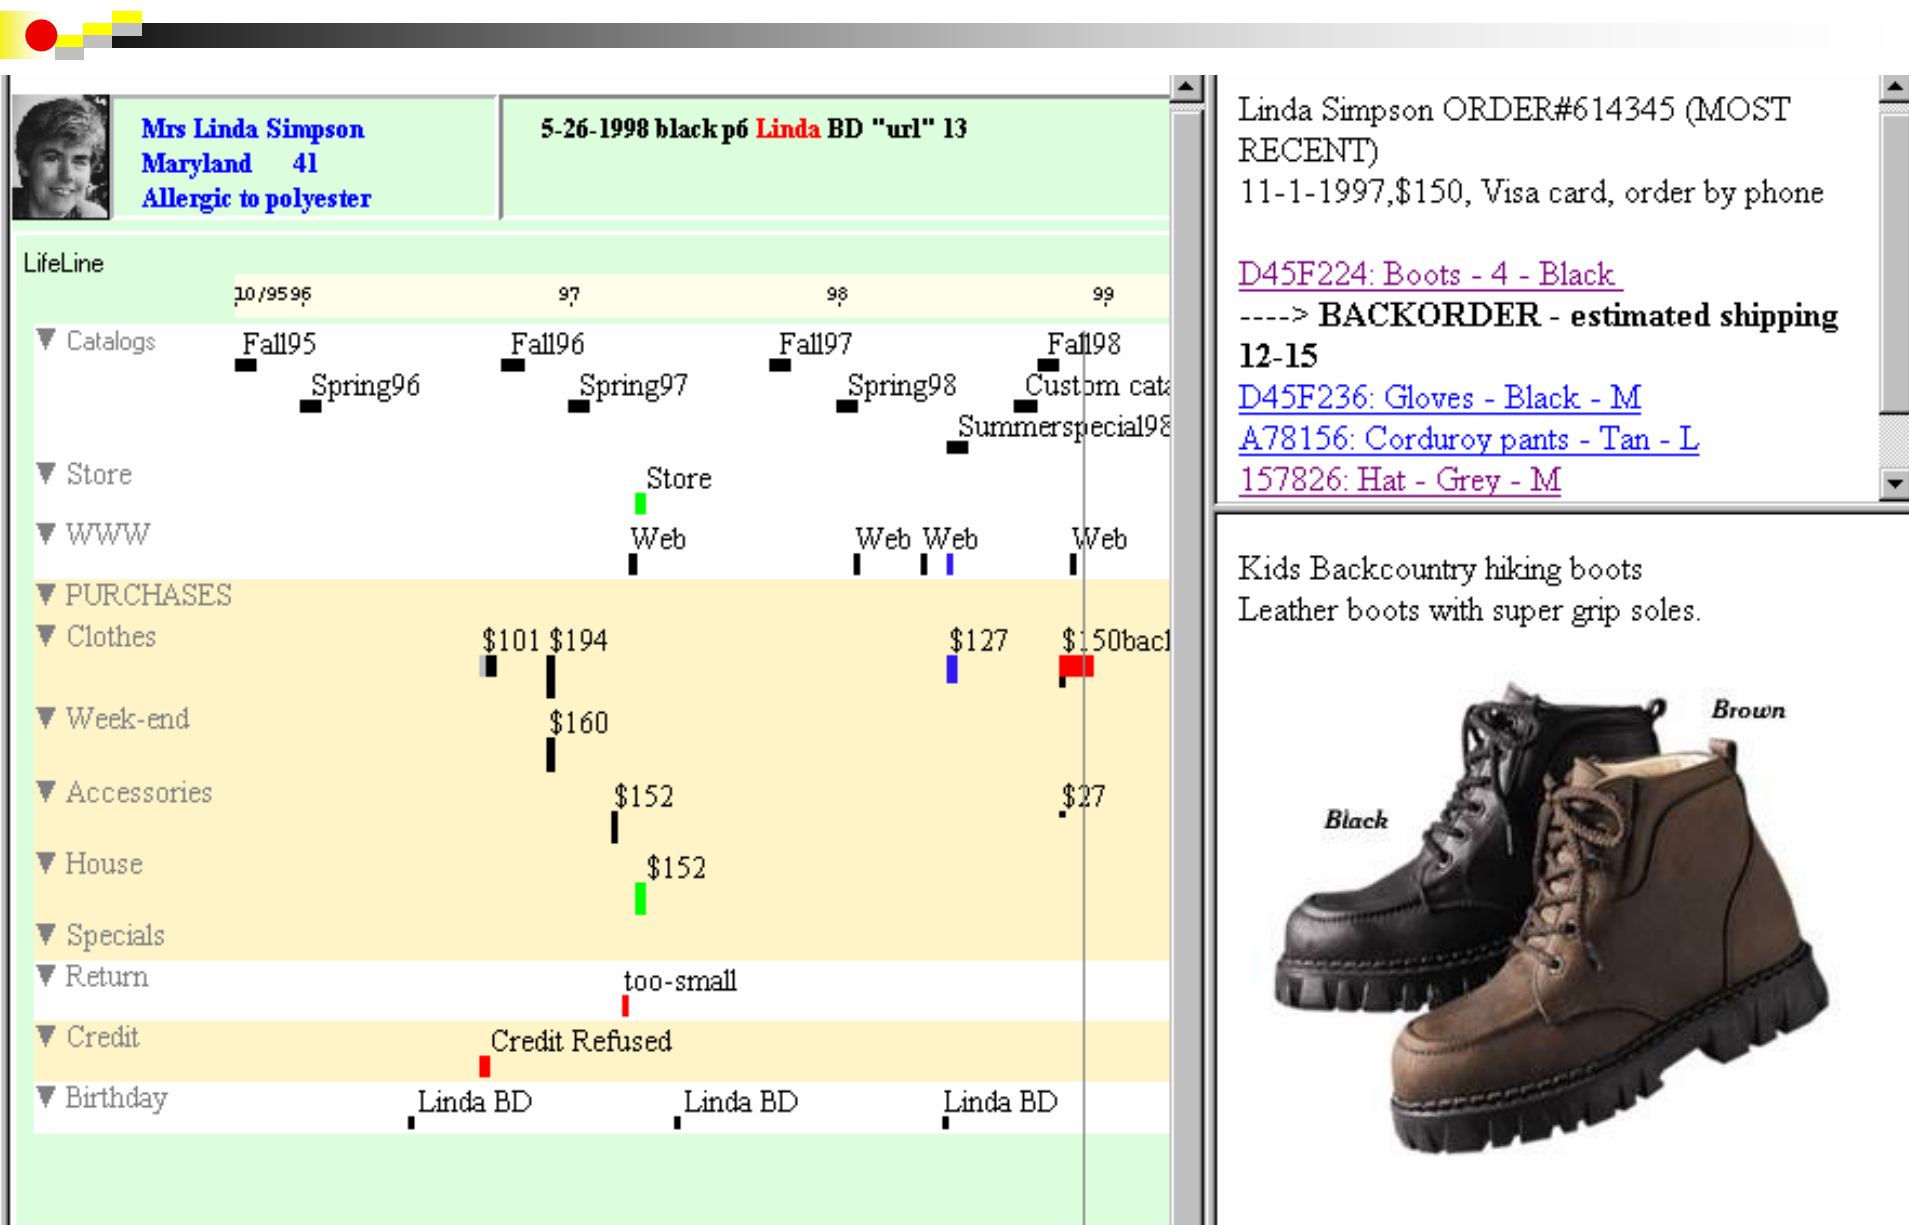 Mrs Linda Simpson
Maryland 41
Allergic to polyester
5-26-1998 black p6 Linda BD "url" 13
LifeLine
10/95 96 97 98 99
Catalogs
Fall95 Fall96 Fall97 Fall98
Spring96 Spring97 Spring98 Custom cata
Summerspecial98
Store
Store
WWW
Web Web Web Web
PURCHASES
Clothes
$101 $194 $127 $150bac
Week-end
$160
Accessories
$152 $27
House
$152
Specials
Return
too-small
Credit
Credit Refused
Birthday
Linda BD Linda BD Linda BD
Linda Simpson ORDER#614345 (MOST
RECENT)
11-1-1997,$150, Visa card, order by phone
D45F224: Boots - 4 - Black
----> BACKORDER - estimated shipping
12-15
D45F236: Gloves - Black - M
A78156: Corduroy pants - Tan - L
157826: Hat - Grey - M
Kids Backcountry hiking boots
Leather boots with super grip soles.
Brown
Black